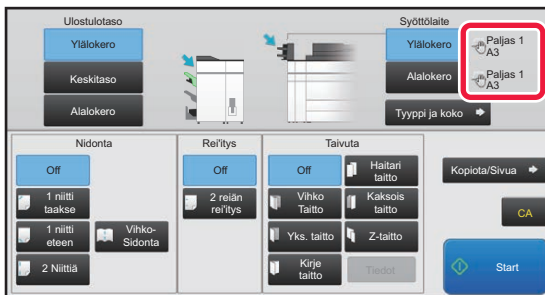 Ulostulotaso
Ylälokero
Keskitaso
Alalokero
Syöttölaite
Ylälokero
Paljas 1
A3
Alalokero
Paljas 1
A3
Tyyppi ja koko
Nidonta
Off
1 niitti
taakse
1 niitti
eteen
Vihko-
Sidonta
2 Niittiä
Rei'itys
Off
2 reiän
rei'itys
Taivuta
Off
Haitari
taitto
Vihko
Taitto
Kaksois
taitto
Yks. taitto
Z-taitto
Kirje
taitto
Tiedot
Kopiota/Sivua
CA
Start